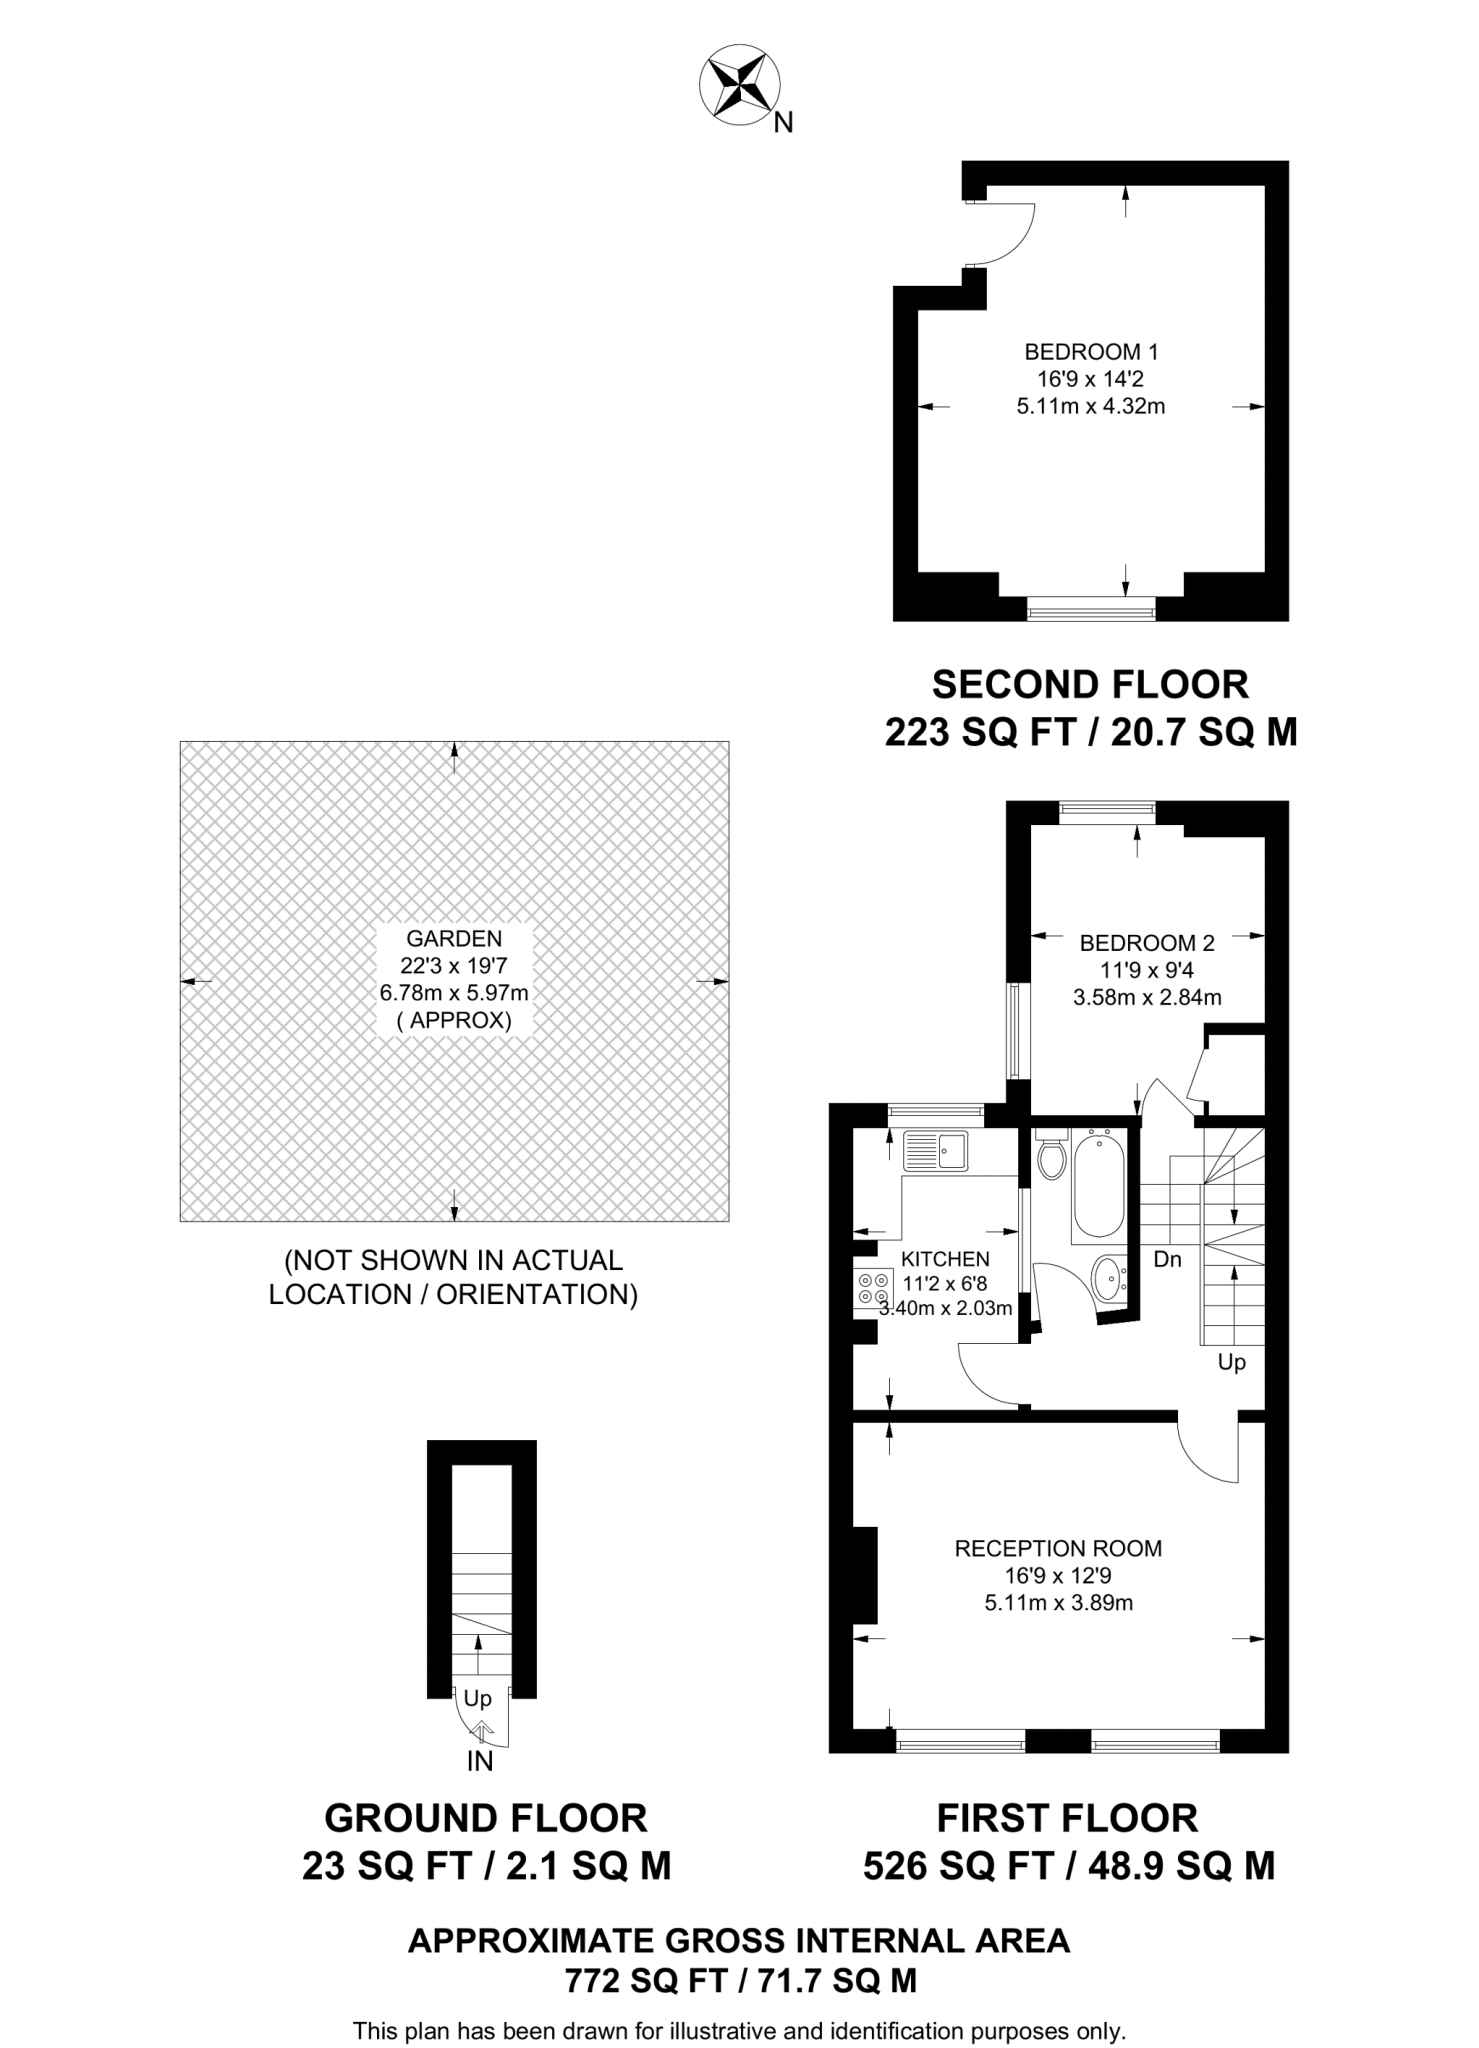 N
BEDROOM 1
16'9 x 14'2
5.11m x 4.32m
SECOND FLOOR
223 SQ FT / 20.7 SQ M
GARDEN
22'3 x 19'7
6.78m x 5.97m
( APPROX)
(NOT SHOWN IN ACTUAL
LOCATION / ORIENTATION)
BEDROOM 2
11'9 x 9'4
3.58m x 2.84m
KITCHEN
11'2 x 6'8
3.40m x 2.03m
Dn
Up
RECEPTION ROOM
16'9 x 12'9
5.11m x 3.89m
Up
IN
GROUND FLOOR
23 SQ FT / 2.1 SQ M
FIRST FLOOR
526 SQ FT / 48.9 SQ M
APPROXIMATE GROSS INTERNAL AREA
772 SQ FT / 71.7 SQ M
This plan has been drawn for illustrative and identification purposes only.